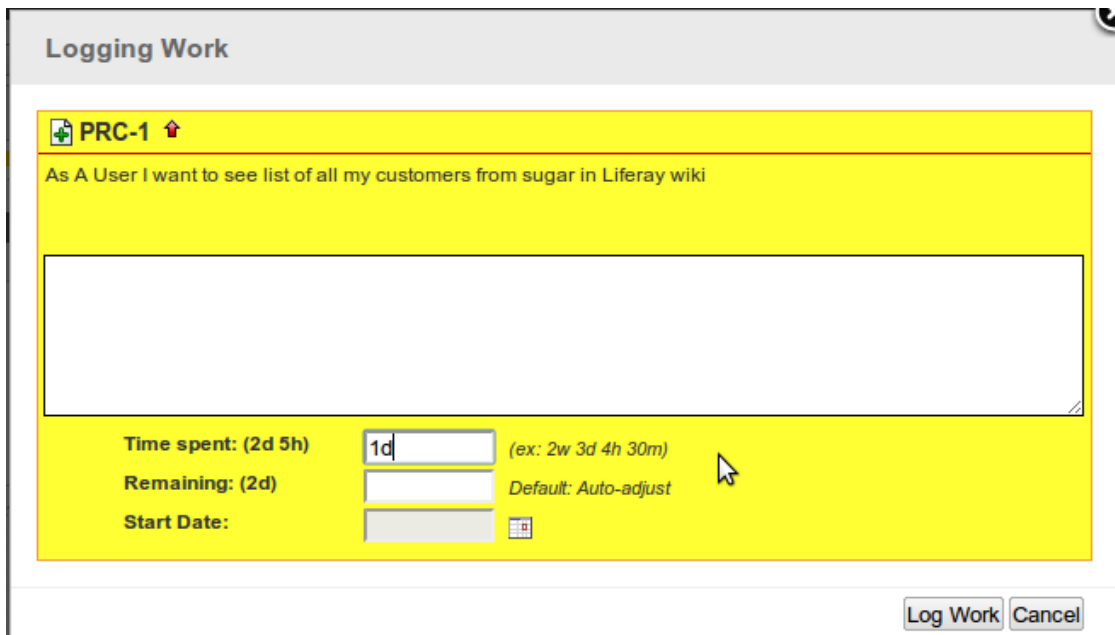 Logging Work
PRC-1
As A User I want to see list of all my customers from sugar in Liferay wiki
Time spent: (2d 5h) 1d (ex: 2w 3d 4h 30m)
Remaining: (2d) Default: Auto-adjust
Start Date:
Log Work Cancel